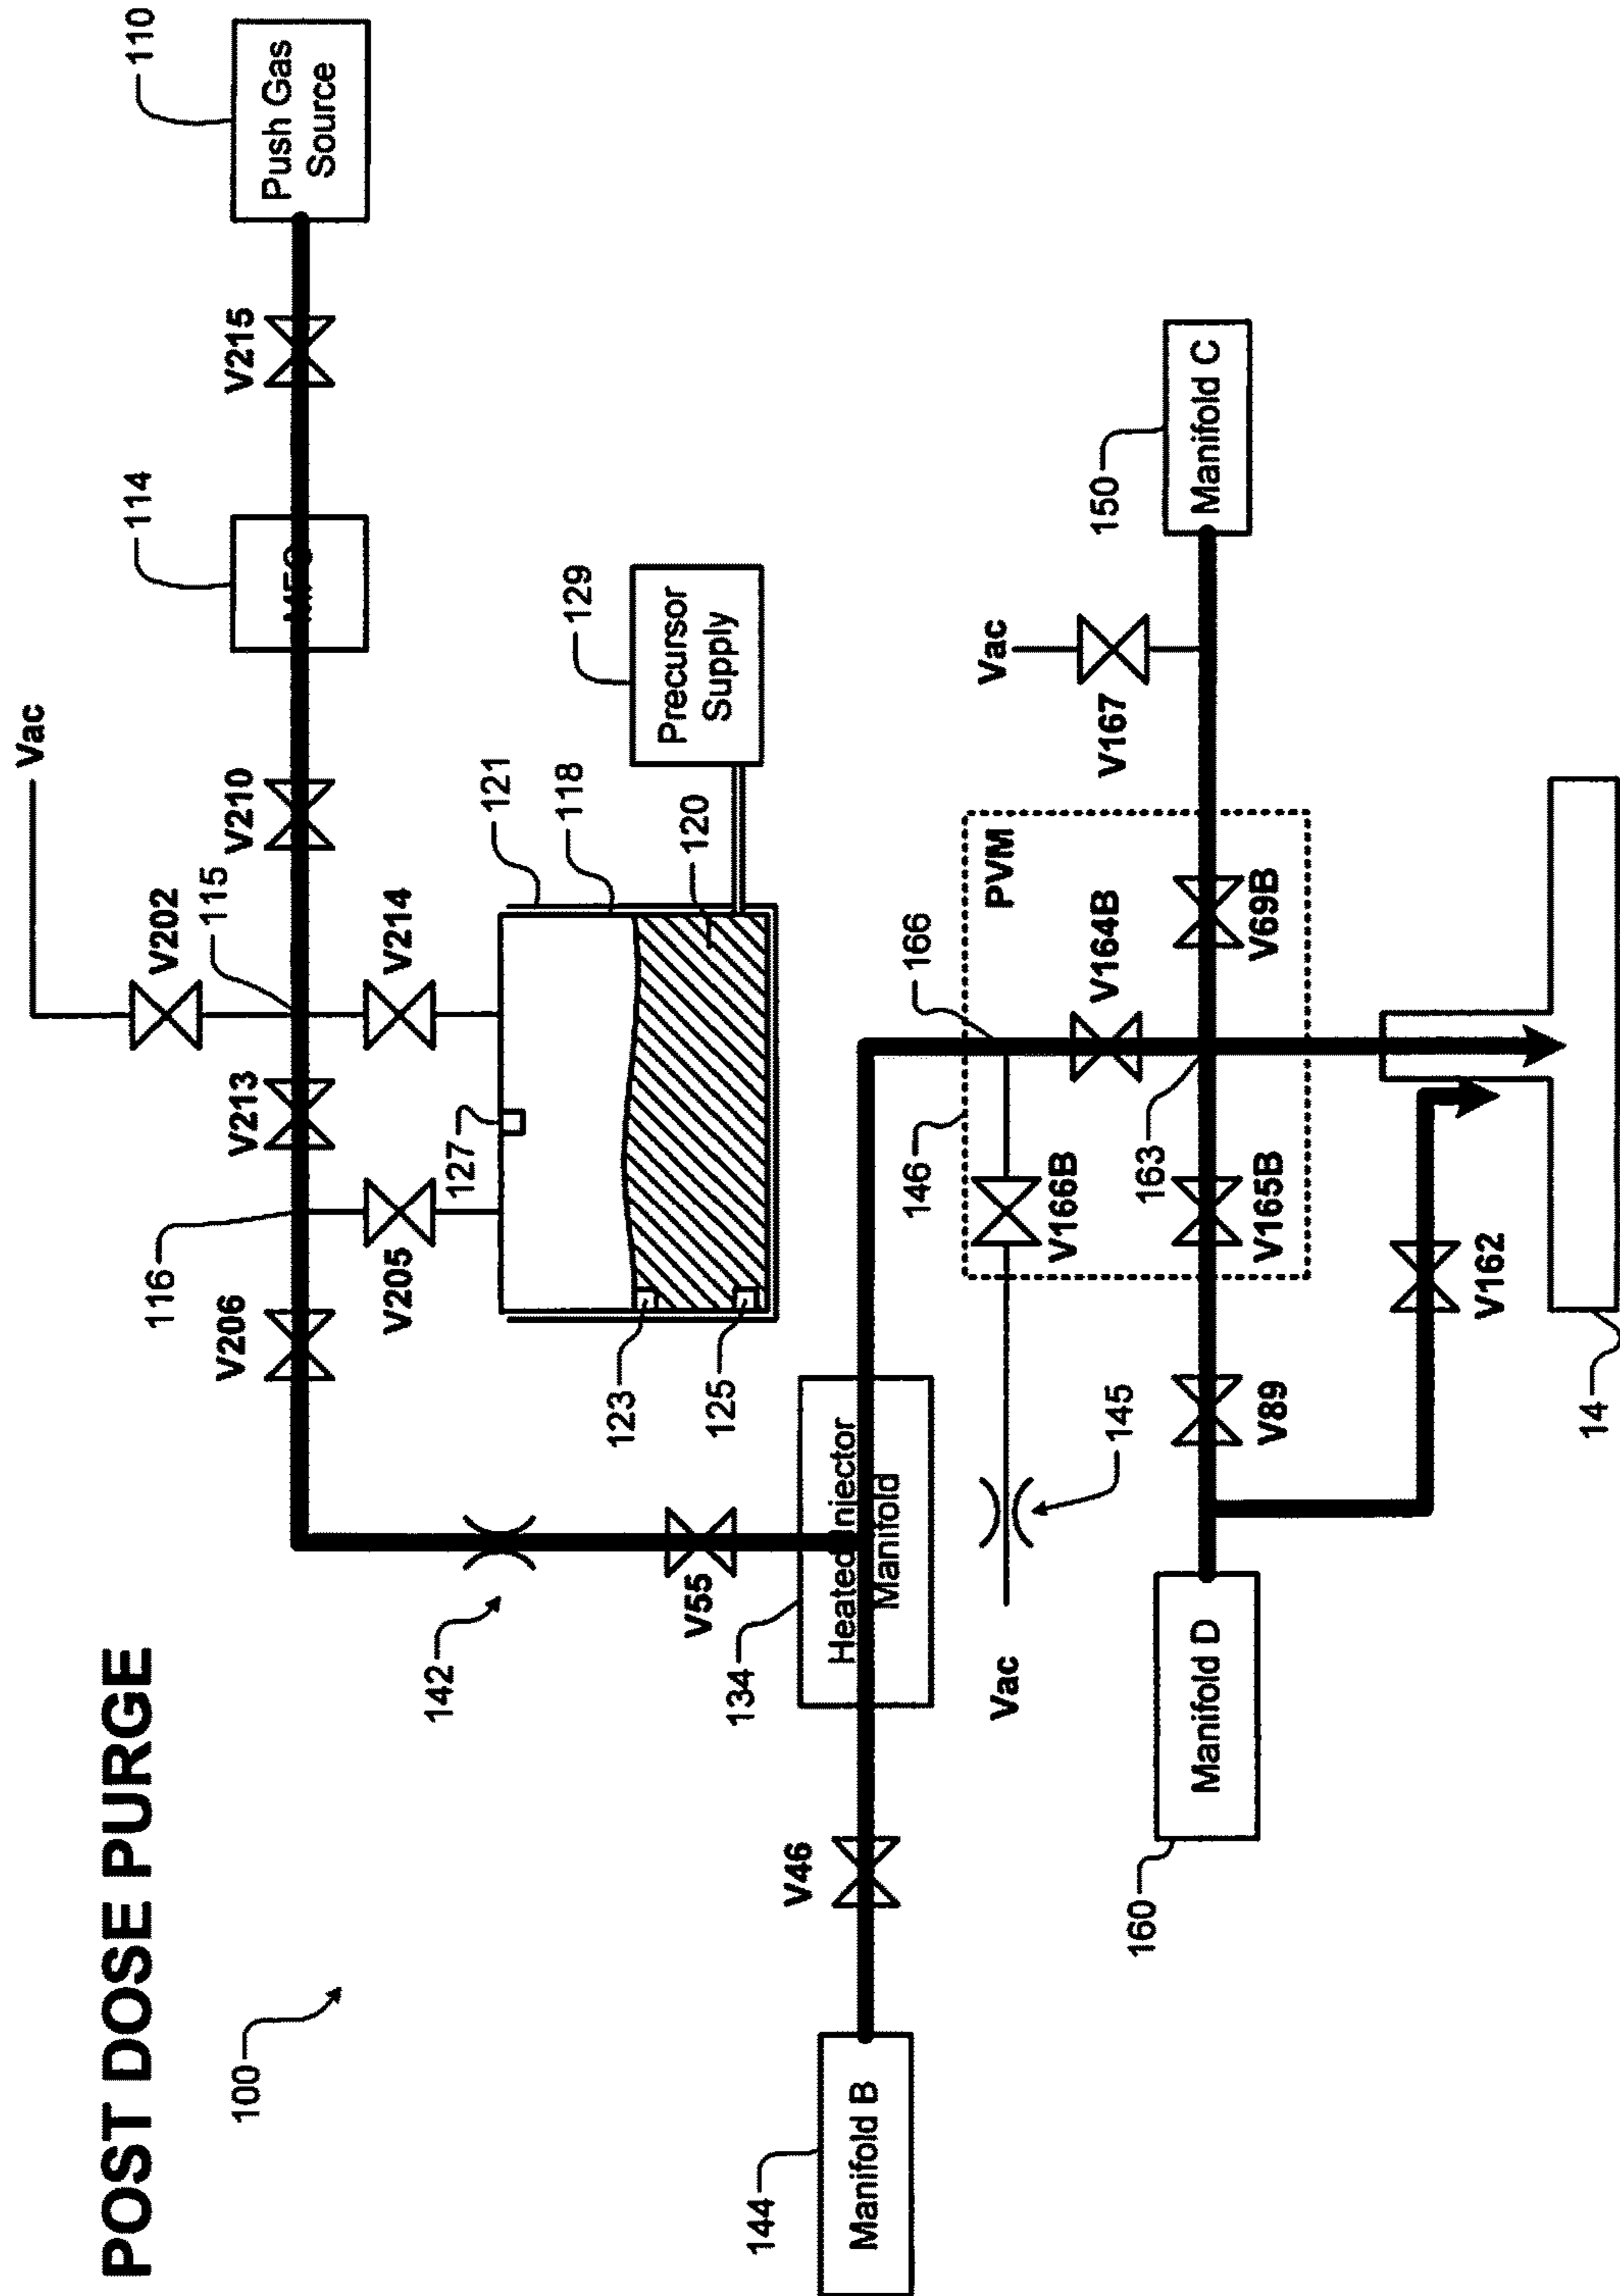 POST DOSE PURGE
100
Vac
V202
115
V210
114
V215
110
Push Gas
Source
V206
116
V213
V205
V214
127
121
118
120
129
Precursor
Supply
123
125
142
V55
134
Heated Injector
Manifold
V46
144
Manifold B
Vac
145
146
V166B
166
PVM
V164B
Vac
V167
150
Manifold C
163
V165B
V69B
V89
160
Manifold D
V162
14